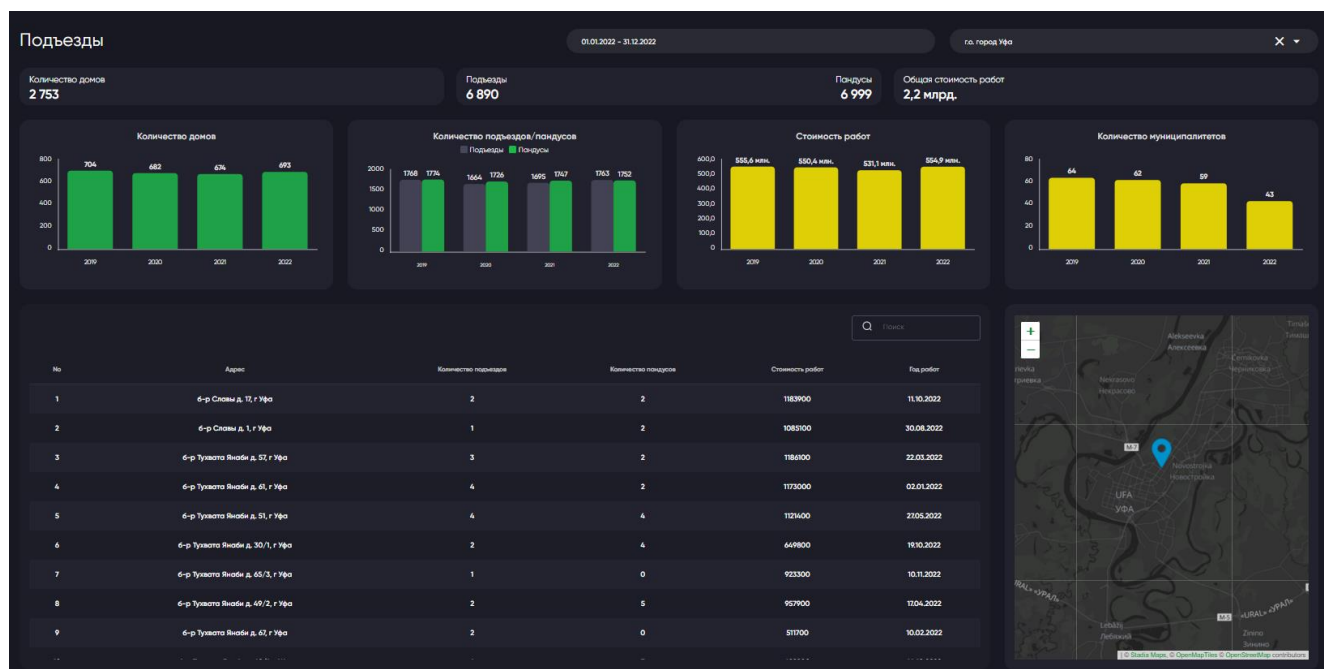 Подъезды
01.01.2022 - 31.12.2022
г.о. город Уфа
Количество домов
2 753
Подъезды
6 890
Пандусы
6 999
Общая стоимость работ
2,2 млрд.
Количество домов
800
600
400
200
0
704
682
674
693
2019
2020
2021
2022
Количество подъездов/пандусов
Подъезды Пандусы
2000
1500
1000
500
0
1768 1774
1664 1726
1695 1747
1763 1752
2019
2020
2021
2022
Стоимость работ
600,0
500,0
400,0
300,0
200,0
100,0
0
555,6 млн.
550,4 млн.
531,1 млн.
554,9 млн.
2019
2020
2021
2022
Количество муниципалитетов
80
60
40
20
0
64
62
59
43
2019
2020
2021
2022
Поиск
No Адрес Количество подъездов Количество пандусов Стоимость работ Год работ
1 б-р Славы д. 17, г Уфа 2 2 1183900 11.10.2022
2 б-р Славы д. 1, г Уфа 1 2 1085100 30.08.2022
3 б-р Тухвата Янаби д. 57, г Уфа 3 2 1186100 22.03.2022
4 б-р Тухвата Янаби д. 61, г Уфа 4 2 1173000 02.01.2022
5 б-р Тухвата Янаби д. 51, г Уфа 4 4 1121400 27.05.2022
6 б-р Тухвата Янаби д. 30/1, г Уфа 2 4 649800 19.10.2022
7 б-р Тухвата Янаби д. 65/3, г Уфа 1 0 923300 10.11.2022
8 б-р Тухвата Янаби д. 49/2, г Уфа 2 5 957900 17.04.2022
9 б-р Тухвата Янаби д. 67, г Уфа 2 0 511700 10.02.2022
+
−
Alekseevka
Алексеевка
Nekrasovo
Некрасово
M-7
Novostrojka
Новостройка
UFA
УФА
M-5
«URAL» «УРАЛ»
Lebikhi
Лебяжий
Zinino
Зинино
| © Stadia Maps, © OpenMapTiles © OpenStreetMap contributors